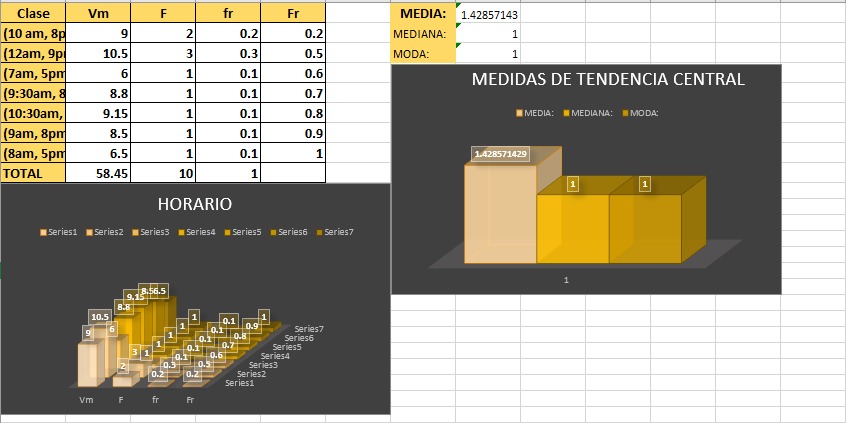 Clase Vm F fr Fr
(10 am, 8p 9 2 0.2 0.2
(12am, 9p 10.5 3 0.3 0.5
(7am, 5pm 6 1 0.1 0.6
(9:30am, 8 8.8 1 0.1 0.7
(10:30am, 9.15 1 0.1 0.8
(9am, 8pm 8.5 1 0.1 0.9
(8am, 5pm 6.5 1 0.1 1
TOTAL 58.45 10 1
MEDIA: 1.42857143
MEDIANA: 1
MODA: 1
MEDIDAS DE TENDENCIA CENTRAL
MEDIA: MEDIANA: MODA:
1.428571429 1 1
1
HORARIO
Series1 Series2 Series3 Series4 Series5 Series6 Series7
8.5 6.5
9.15
8.8
10.5 1 0.1 1
9 6 1 0.1 0.9
1 0.1 0.8
3 1 1 0.1 0.7
2 0.3 0.1 0.6
0.2 0.2 0.5
Series7
Series6
Series5
Series4
Series3
Series2
Series1
Vm F fr Fr